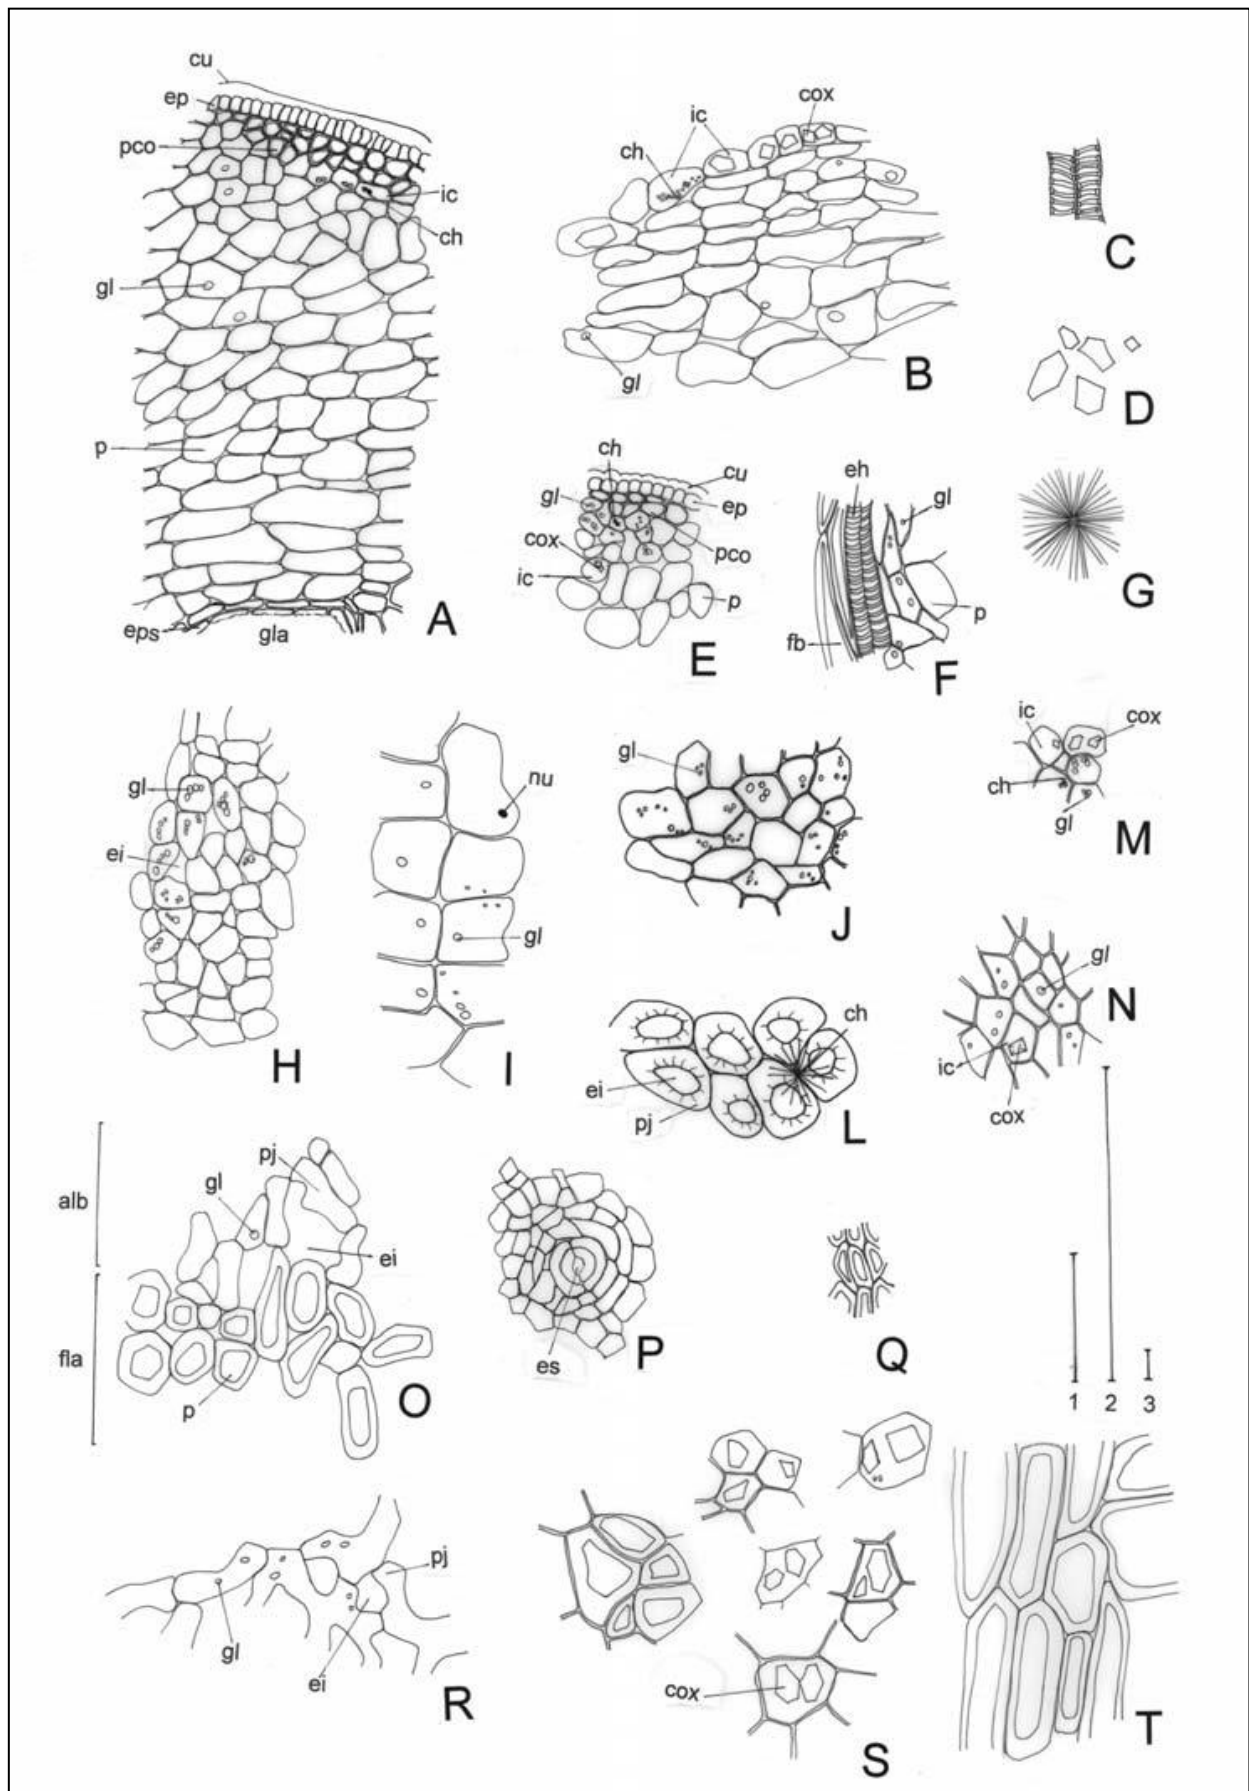 cu
ep
pco
ic
ch
gl
p
eps
gla
A
cox
ic
ch
gl
B
C
D
ch
cu
gl
ep
cox
pco
ic
p
E
eh
gl
fb
p
F
G
gl
ei
H
nu
gl
I
gl
J
ic
cox
ch
gl
M
ch
ei
pj
L
gl
N
ic
cox
alb
fla
pj
gl
ei
p
O
es
P
Q
1 2 3
pj
gl
ei
R
cox
S
T